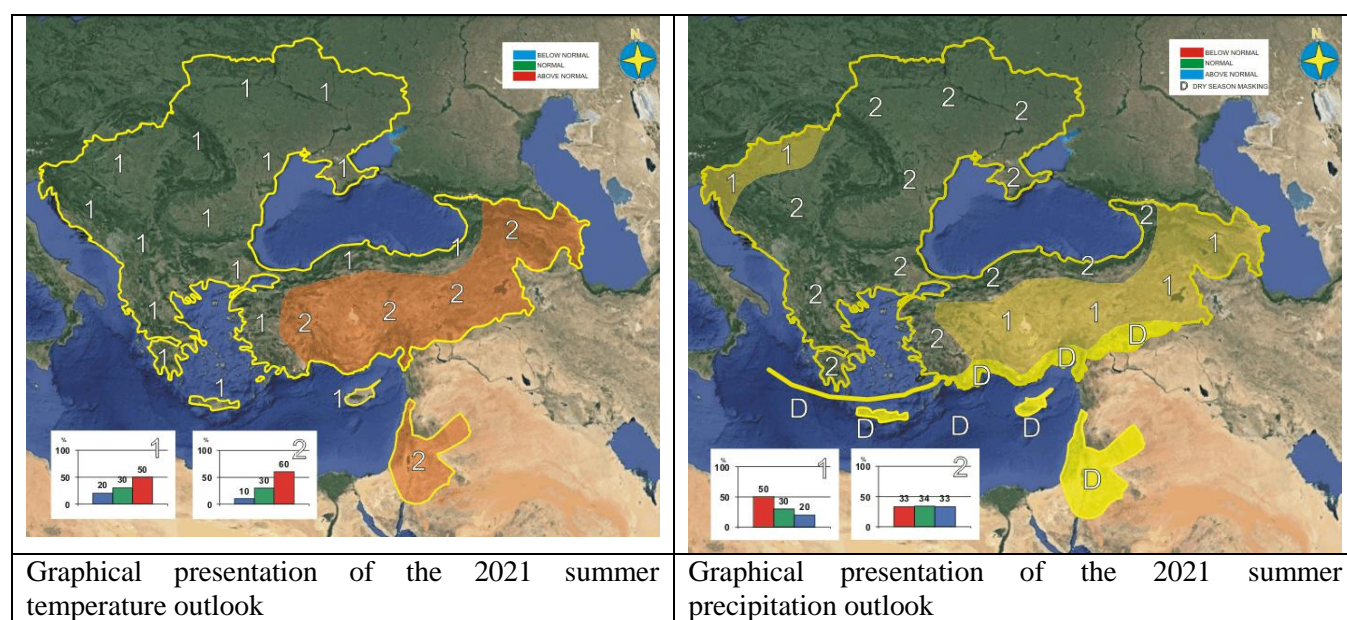 N
BELOW NORMAL
NORMAL
ABOVE NORMAL
1 1
1 1 1 1
1 1
1 2
1 1 1
1 1 2 2 2
1
1 1
2
%
100
50
0
20 30 50
1
%
100
50
0
10 30 60
2
Graphical presentation of the 2021 summer
temperature outlook
N
BELOW NORMAL
NORMAL
ABOVE NORMAL
D DRY SEASON MASKING
2 2 2
1
1 2 2
2 2
1
2 2 2 1
2 1 1
2 D
2 D D
D D D D
D
%
100
50
0
50 30 20
1
%
100
50
0
33 34 33
2
Graphical presentation of the 2021 summer
precipitation outlook